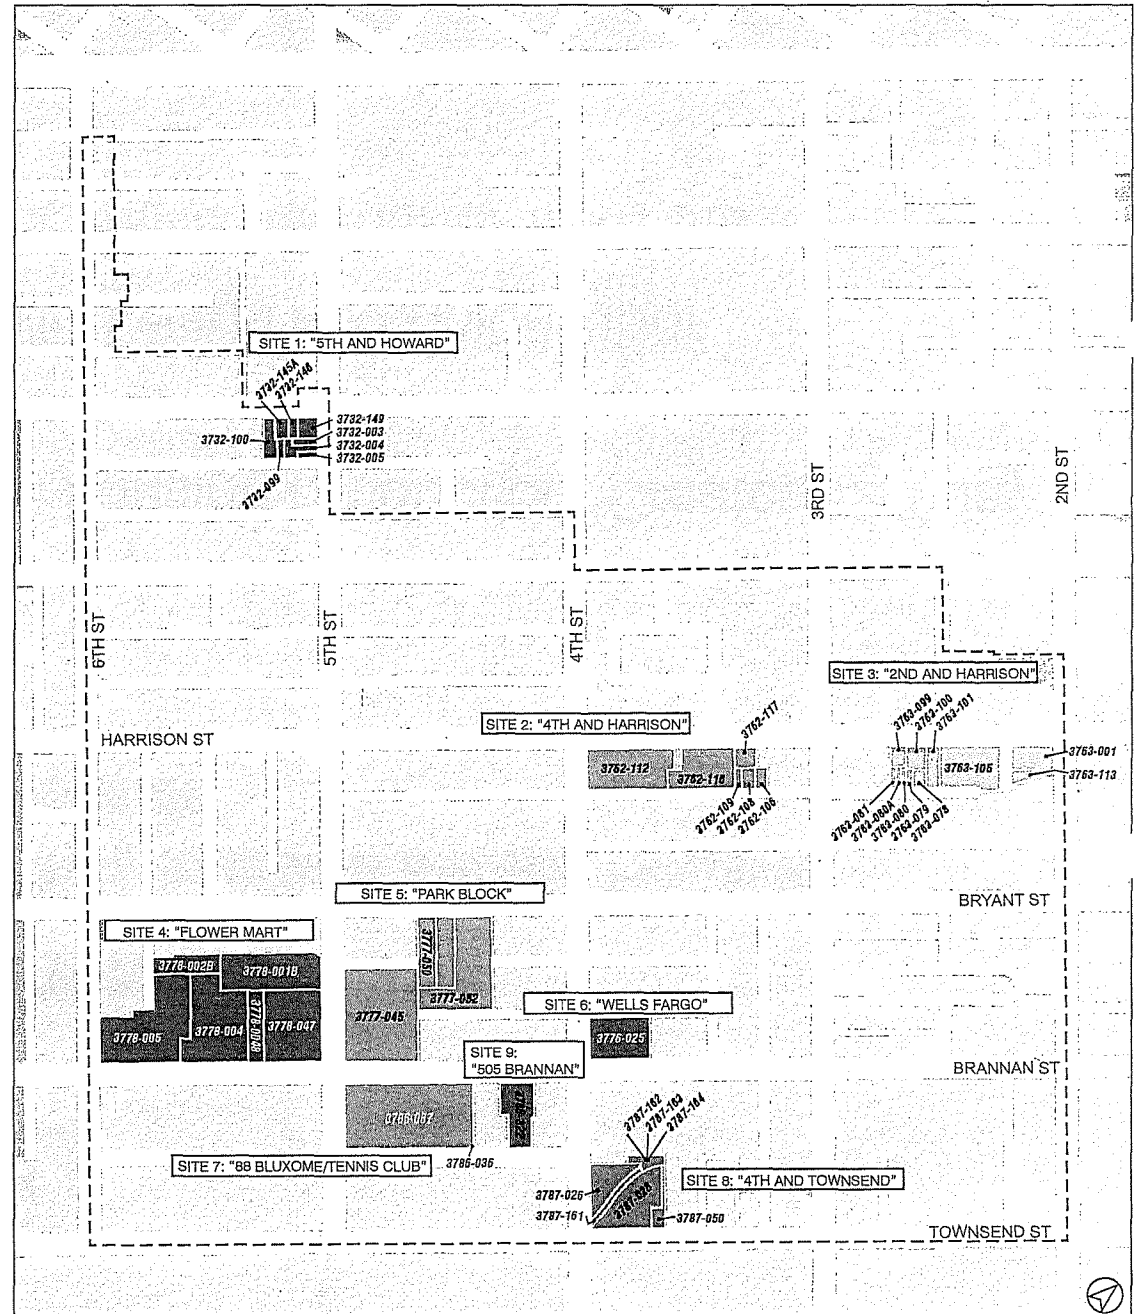 SITE 1: "5TH AND HOWARD"
3732-145A
3732-146
3732-149
3732-003
3732-100
3732-004
3732-005
3732-099
3RD ST
2ND ST
6TH ST
5TH ST
4TH ST
SITE 3: "2ND AND HARRISON"
3763-099
3763-100
3763-101
SITE 2: "4TH AND HARRISON"
3762-117
HARRISON ST
3763-001
3762-112
3763-105
3763-113
3762-109
3762-108
3762-106
3763-081
3763-080A
3763-080
3763-079
3763-078
SITE 5: "PARK BLOCK"
BRYANT ST
SITE 4: "FLOWER MART"
3777-050
3778-002B
3778-001B
3777-052
SITE 6: "WELLS FARGO"
3777-045
3778-005
3778-004
3778-047
3776-025
SITE 9:
"505 BRANNAN"
BRANNAN ST
3787-162
3787-163
3787-164
SITE 7: "88 BLUXOME/TENNIS CLUB"
3786-036
SITE 8: "4TH AND TOWNSEND"
3787-026
3787-028
3787-161
3787-050
TOWNSEND ST